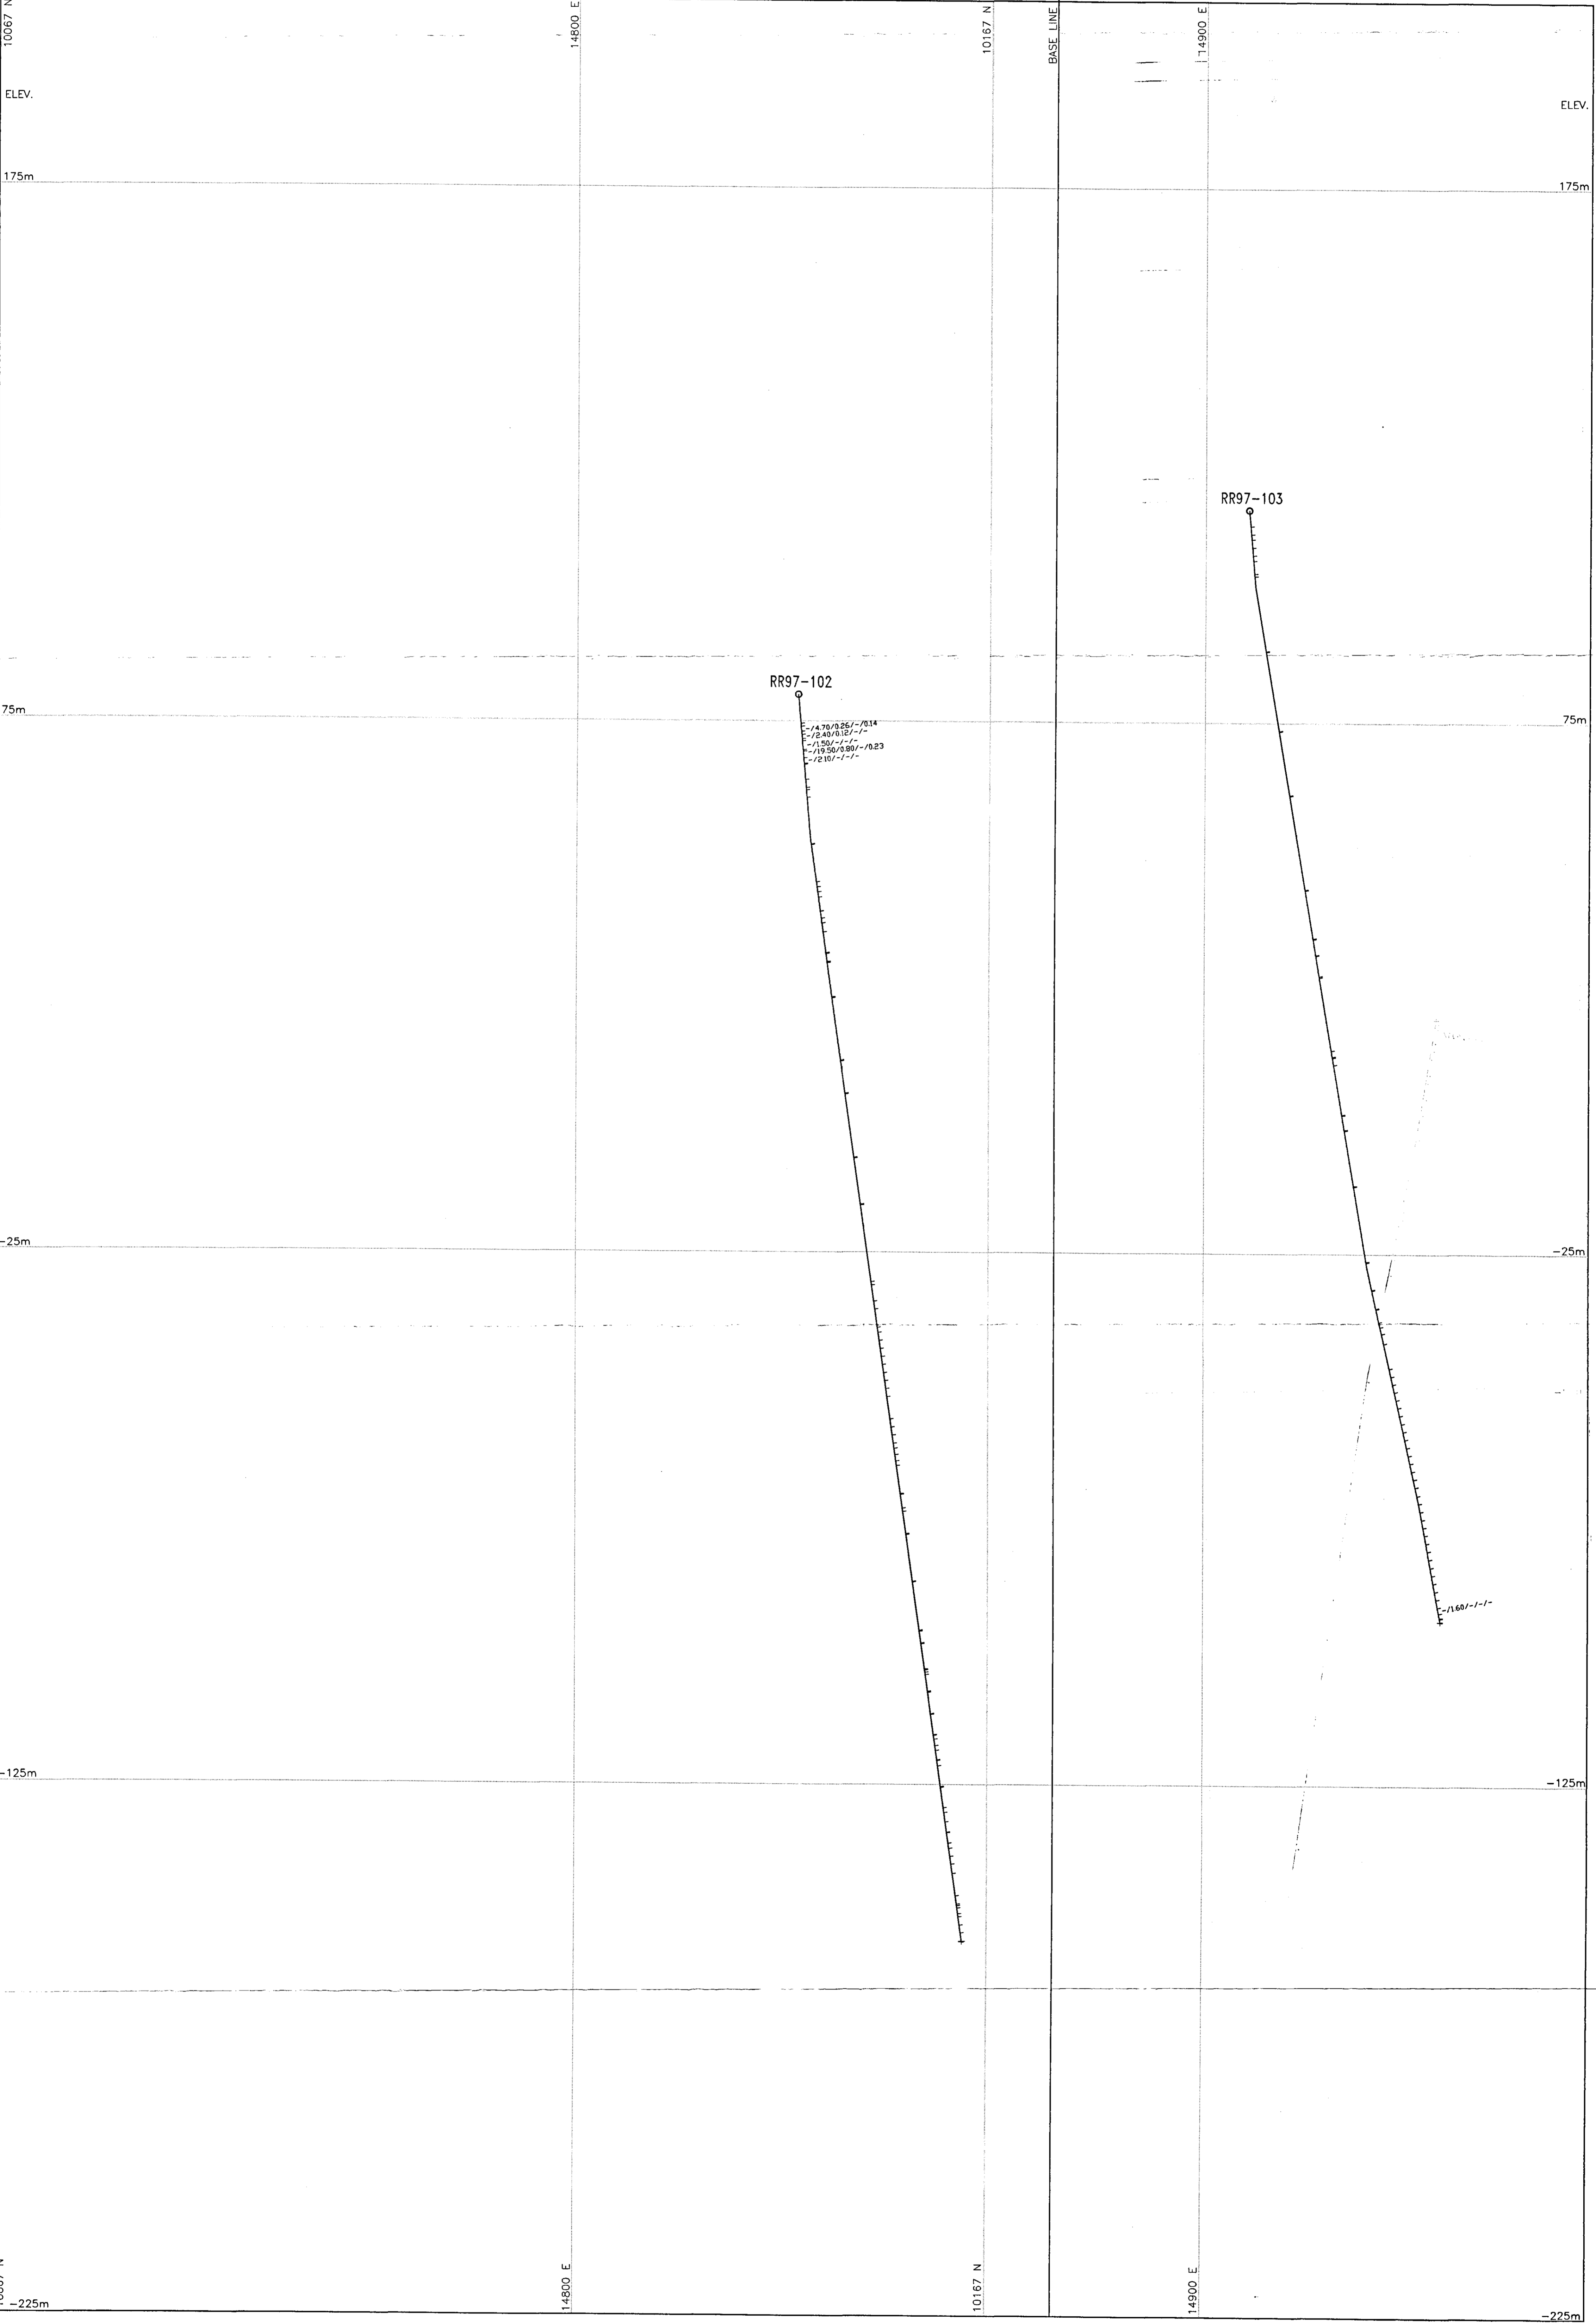 10067 N
14800 E
10167 N
BASE LINE
14900 E
ELEV.
ELEV.
175m
175m
RR97-103
RR97-102
75m
75m
-/4.70/0.26/-/0.14
-/2.40/0.12/-/-
-/1.50/-/-/-
-/19.50/0.80/-/0.23
-/2.10/-/-/-
-25m
-25m
-/1.60/-/-/-
-125m
-125m
14800 E
10167 N
14900 E
-225m
-225m